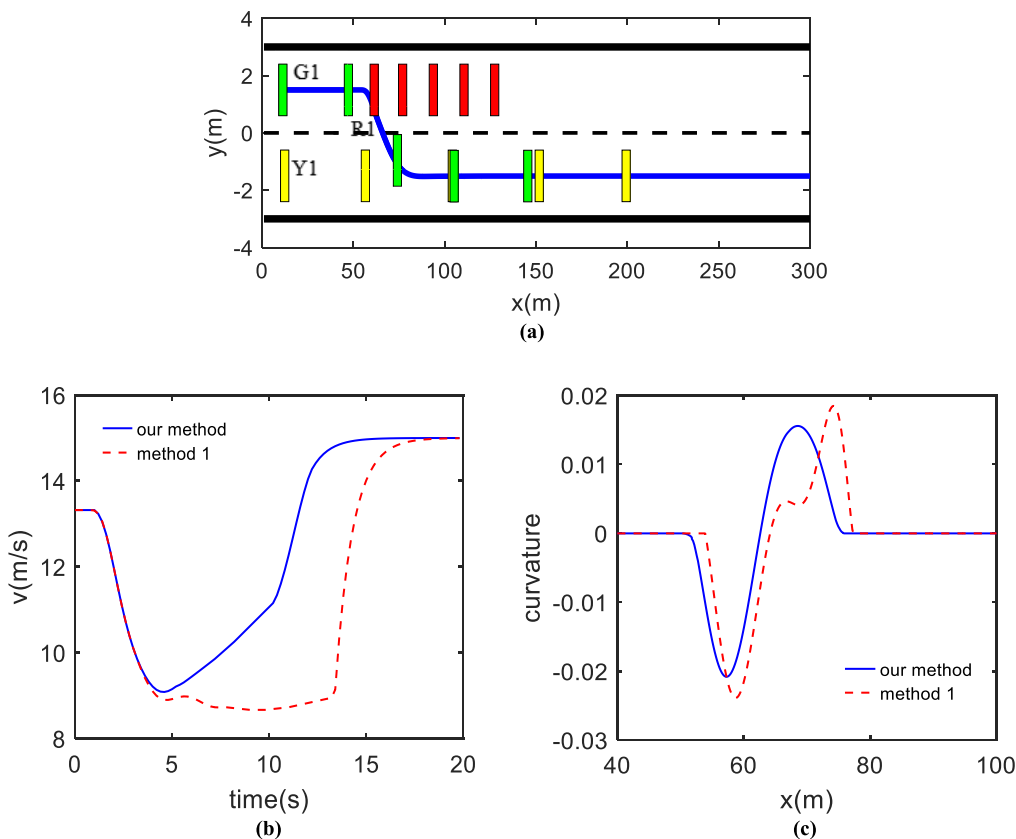 4
2
0
-2
-4
y(m)
G1
R1
Y1
0 50 100 150 200 250 300
x(m)
(a)
16
14
12
10
8
v(m/s)
our method
method 1
0 5 10 15 20
time(s)
(b)
0.02
0.01
0
-0.01
-0.02
-0.03
curvature
our method
method 1
40 60 80 100
x(m)
(c)